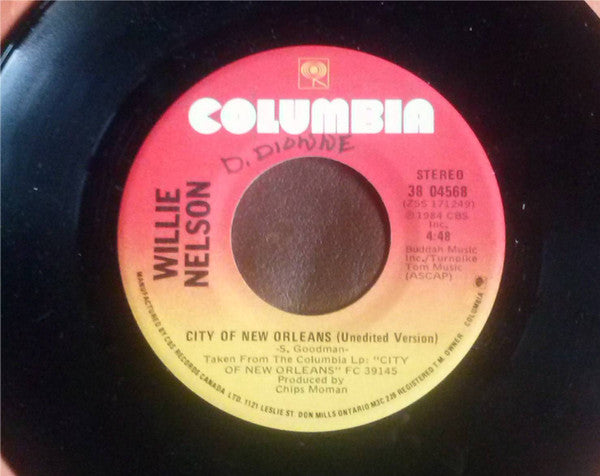 COLUMBIA
D. DIONNE
WILLIE
NELSON
STEREO
38 04568
(ZSS 171249)
℗1984 CBS
Inc.
4:48
Buddah Music
Inc./Turnpike
Tom Music
(ASCAP)
CITY OF NEW ORLEANS (Unedited Version)
-S. Goodman-
Taken From The Columbia Lp: "CITY
OF NEW ORLEANS" FC 39145
Produced by
Chips Moman
MANUFACTURED BY CBS RECORDS CANADA LTD. 1121 LESLIE ST. DON MILLS ONTARIO M3C 2J9 REGISTERED T.M. OWNER COLUMBIA